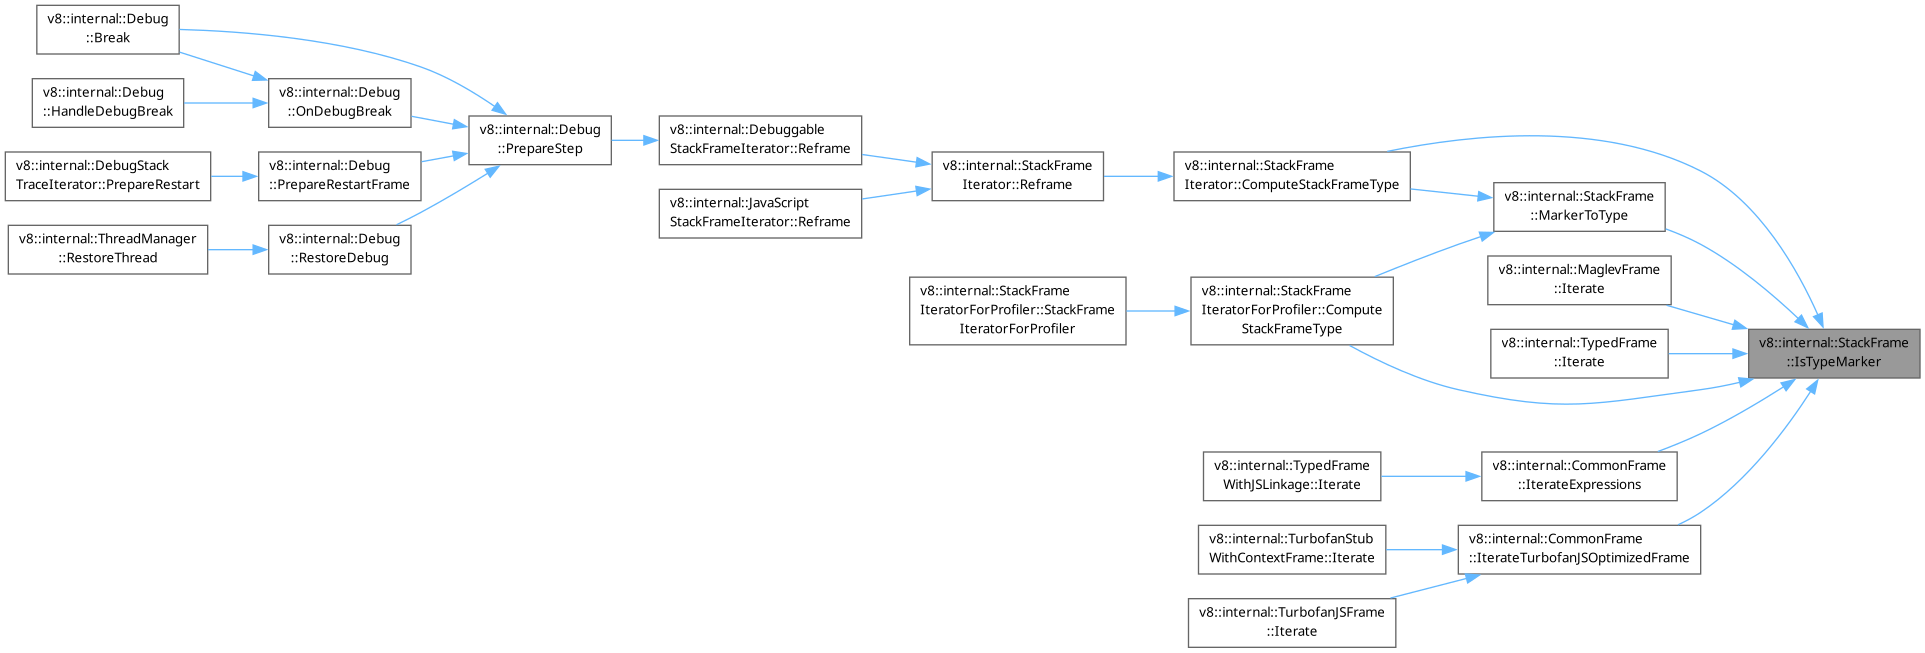 v8::internal::Debug
::Break
v8::internal::Debug
::HandleDebugBreak
v8::internal::DebugStack
TraceIterator::PrepareRestart
v8::internal::ThreadManager
::RestoreThread
v8::internal::Debug
::OnDebugBreak
v8::internal::Debug
::PrepareRestartFrame
v8::internal::Debug
::RestoreDebug
v8::internal::Debug
::PrepareStep
v8::internal::Debuggable
StackFrameIterator::Reframe
v8::internal::JavaScript
StackFrameIterator::Reframe
v8::internal::StackFrame
Iterator::Reframe
v8::internal::StackFrame
IteratorForProfiler::StackFrame
IteratorForProfiler
v8::internal::StackFrame
Iterator::ComputeStackFrameType
v8::internal::StackFrame
IteratorForProfiler::Compute
StackFrameType
v8::internal::TypedFrame
WithJSLinkage::Iterate
v8::internal::TurbofanStub
WithContextFrame::Iterate
v8::internal::TurbofanJSFrame
::Iterate
v8::internal::StackFrame
::MarkerToType
v8::internal::MaglevFrame
::Iterate
v8::internal::TypedFrame
::Iterate
v8::internal::CommonFrame
::IterateExpressions
v8::internal::CommonFrame
::IterateTurbofanJSOptimizedFrame
v8::internal::StackFrame
::IsTypeMarker